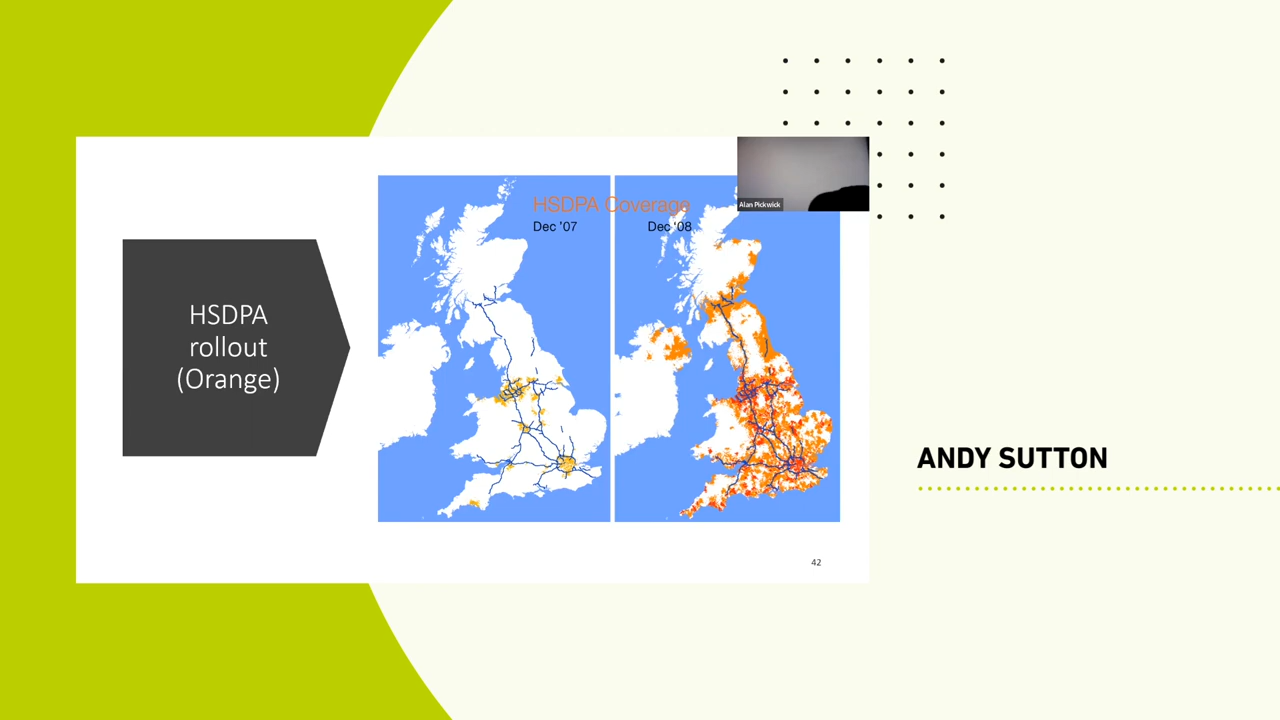 HSDPA
rollout
(Orange)
HSDPA Coverage
Dec '07
Dec '08
Alan Pickwick
42
ANDY SUTTON